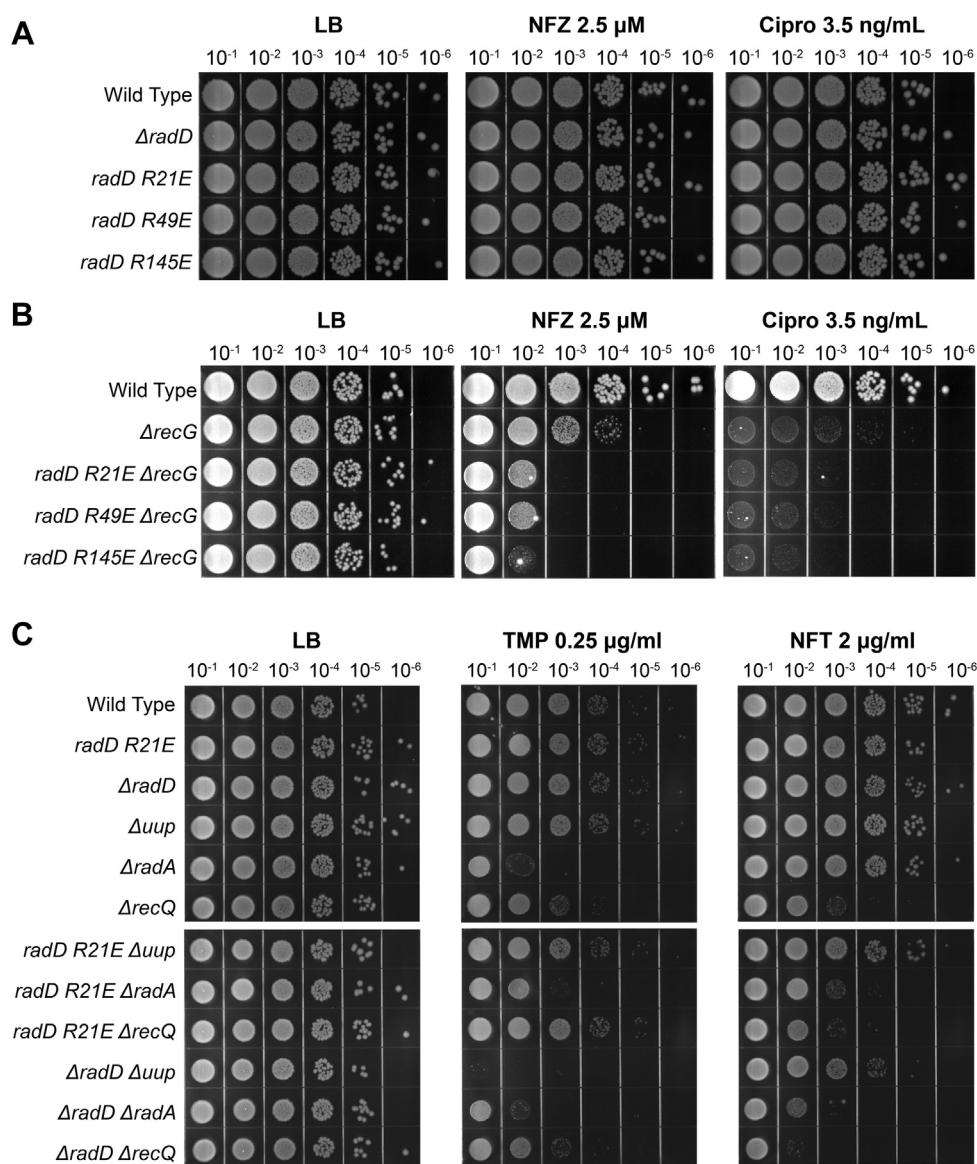 A
LB NFZ 2.5 µM Cipro 3.5 ng/mL
10-1 10-2 10-3 10-4 10-5 10-6 10-1 10-2 10-3 10-4 10-5 10-6 10-1 10-2 10-3 10-4 10-5 10-6
Wild Type
ΔradD
radD R21E
radD R49E
radD R145E
B
LB NFZ 2.5 µM Cipro 3.5 ng/mL
10-1 10-2 10-3 10-4 10-5 10-6 10-1 10-2 10-3 10-4 10-5 10-6 10-1 10-2 10-3 10-4 10-5 10-6
Wild Type
ΔrecG
radD R21E ΔrecG
radD R49E ΔrecG
radD R145E ΔrecG
C
LB TMP 0.25 µg/ml NFT 2 µg/ml
10-1 10-2 10-3 10-4 10-5 10-6 10-1 10-2 10-3 10-4 10-5 10-6 10-1 10-2 10-3 10-4 10-5 10-6
Wild Type
radD R21E
ΔradD
Δuup
ΔradA
ΔrecQ
radD R21E Δuup
radD R21E ΔradA
radD R21E ΔrecQ
ΔradD Δuup
ΔradD ΔradA
ΔradD ΔrecQ